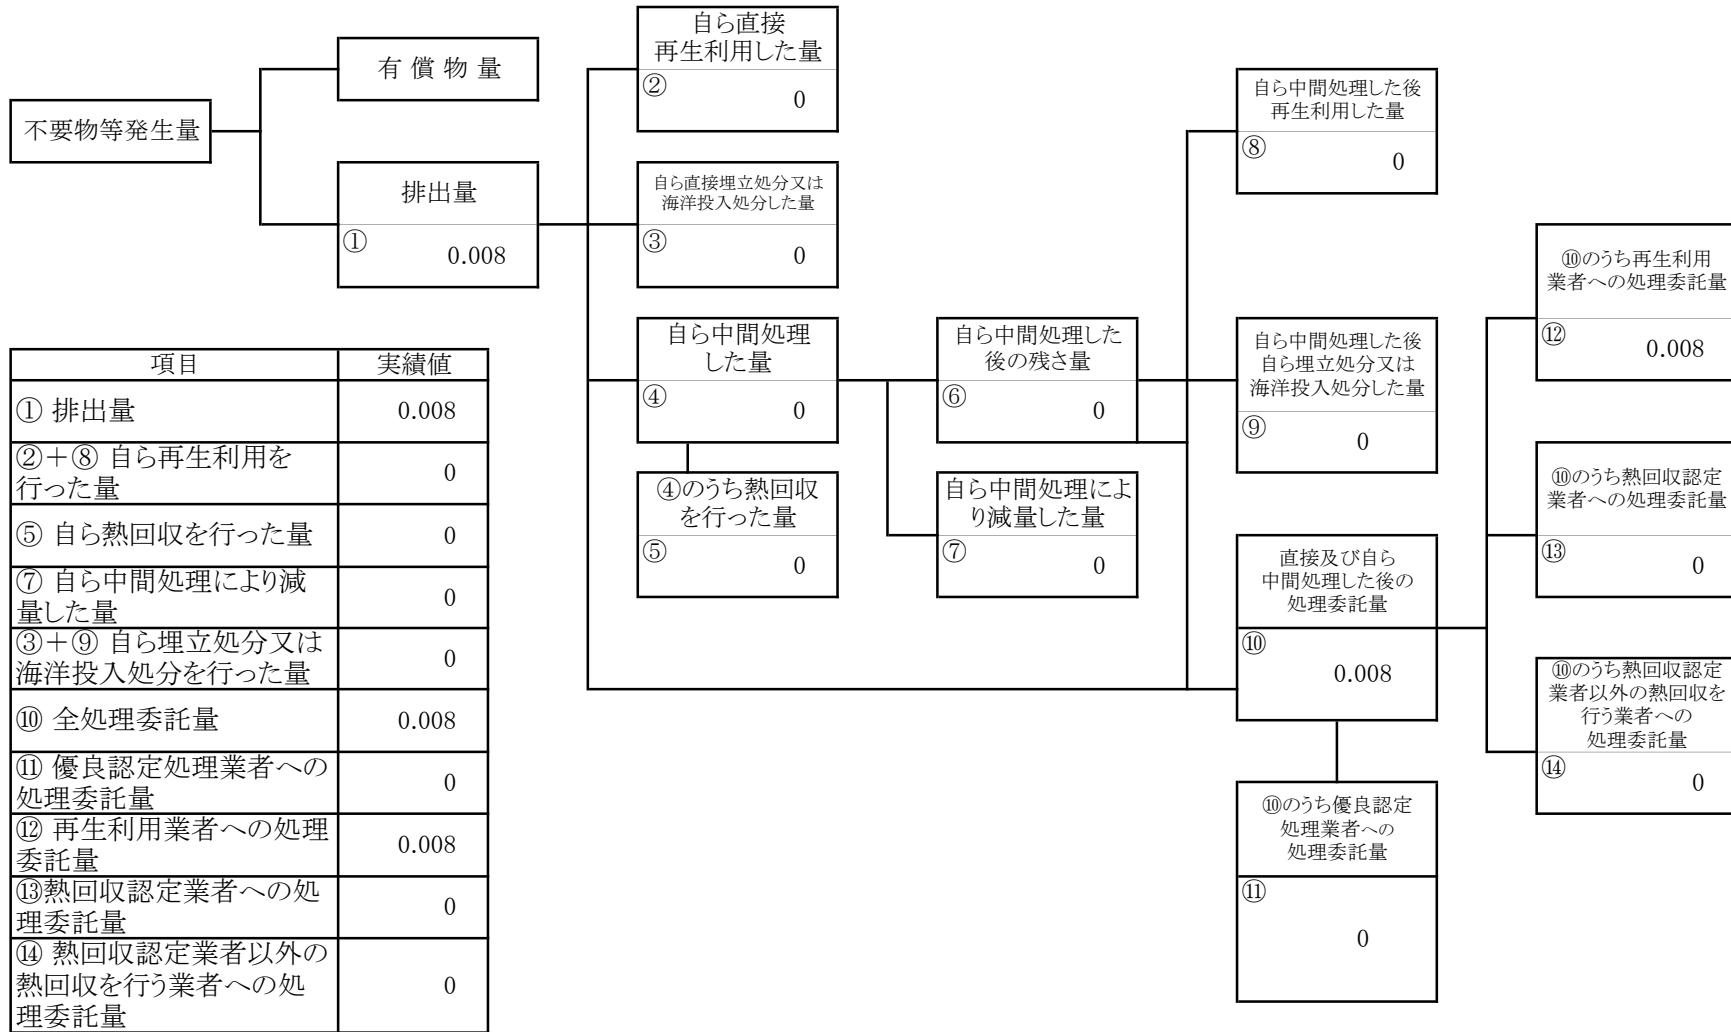 不要物等発生量
有 償 物 量
排出量
①
0.008
自ら直接
再生利用した量
②
0
自ら直接埋立処分又は
海洋投入処分した量
③
0
自ら中間処理
した量
④
0
④のうち熱回収
を行った量
⑤
0
自ら中間処理した
後の残さ量
⑥
0
自ら中間処理によ
り減量した量
⑦
0
自ら中間処理した後
再生利用した量
⑧
0
自ら中間処理した後
自ら埋立処分又は
海洋投入処分した量
⑨
0
直接及び自ら
中間処理した後の
処理委託量
⑩
0.008
⑩のうち優良認定
処理業者への
処理委託量
⑪
0
⑩のうち再生利用
業者への処理委託量
⑫
0.008
⑩のうち熱回収認定
業者への処理委託量
⑬
0
⑩のうち熱回収認定
業者以外の熱回収を
行う業者への
処理委託量
⑭
0
項目 実績値
① 排出量 0.008
②＋⑧ 自ら再生利用を
行った量 0
⑤ 自ら熱回収を行った量 0
⑦ 自ら中間処理により減
量した量 0
③＋⑨ 自ら埋立処分又は
海洋投入処分を行った量 0
⑩ 全処理委託量 0.008
⑪ 優良認定処理業者への
処理委託量 0
⑫ 再生利用業者への処理
委託量 0.008
⑬熱回収認定業者への処
理委託量 0
⑭ 熱回収認定業者以外の
熱回収を行う業者への処
理委託量 0